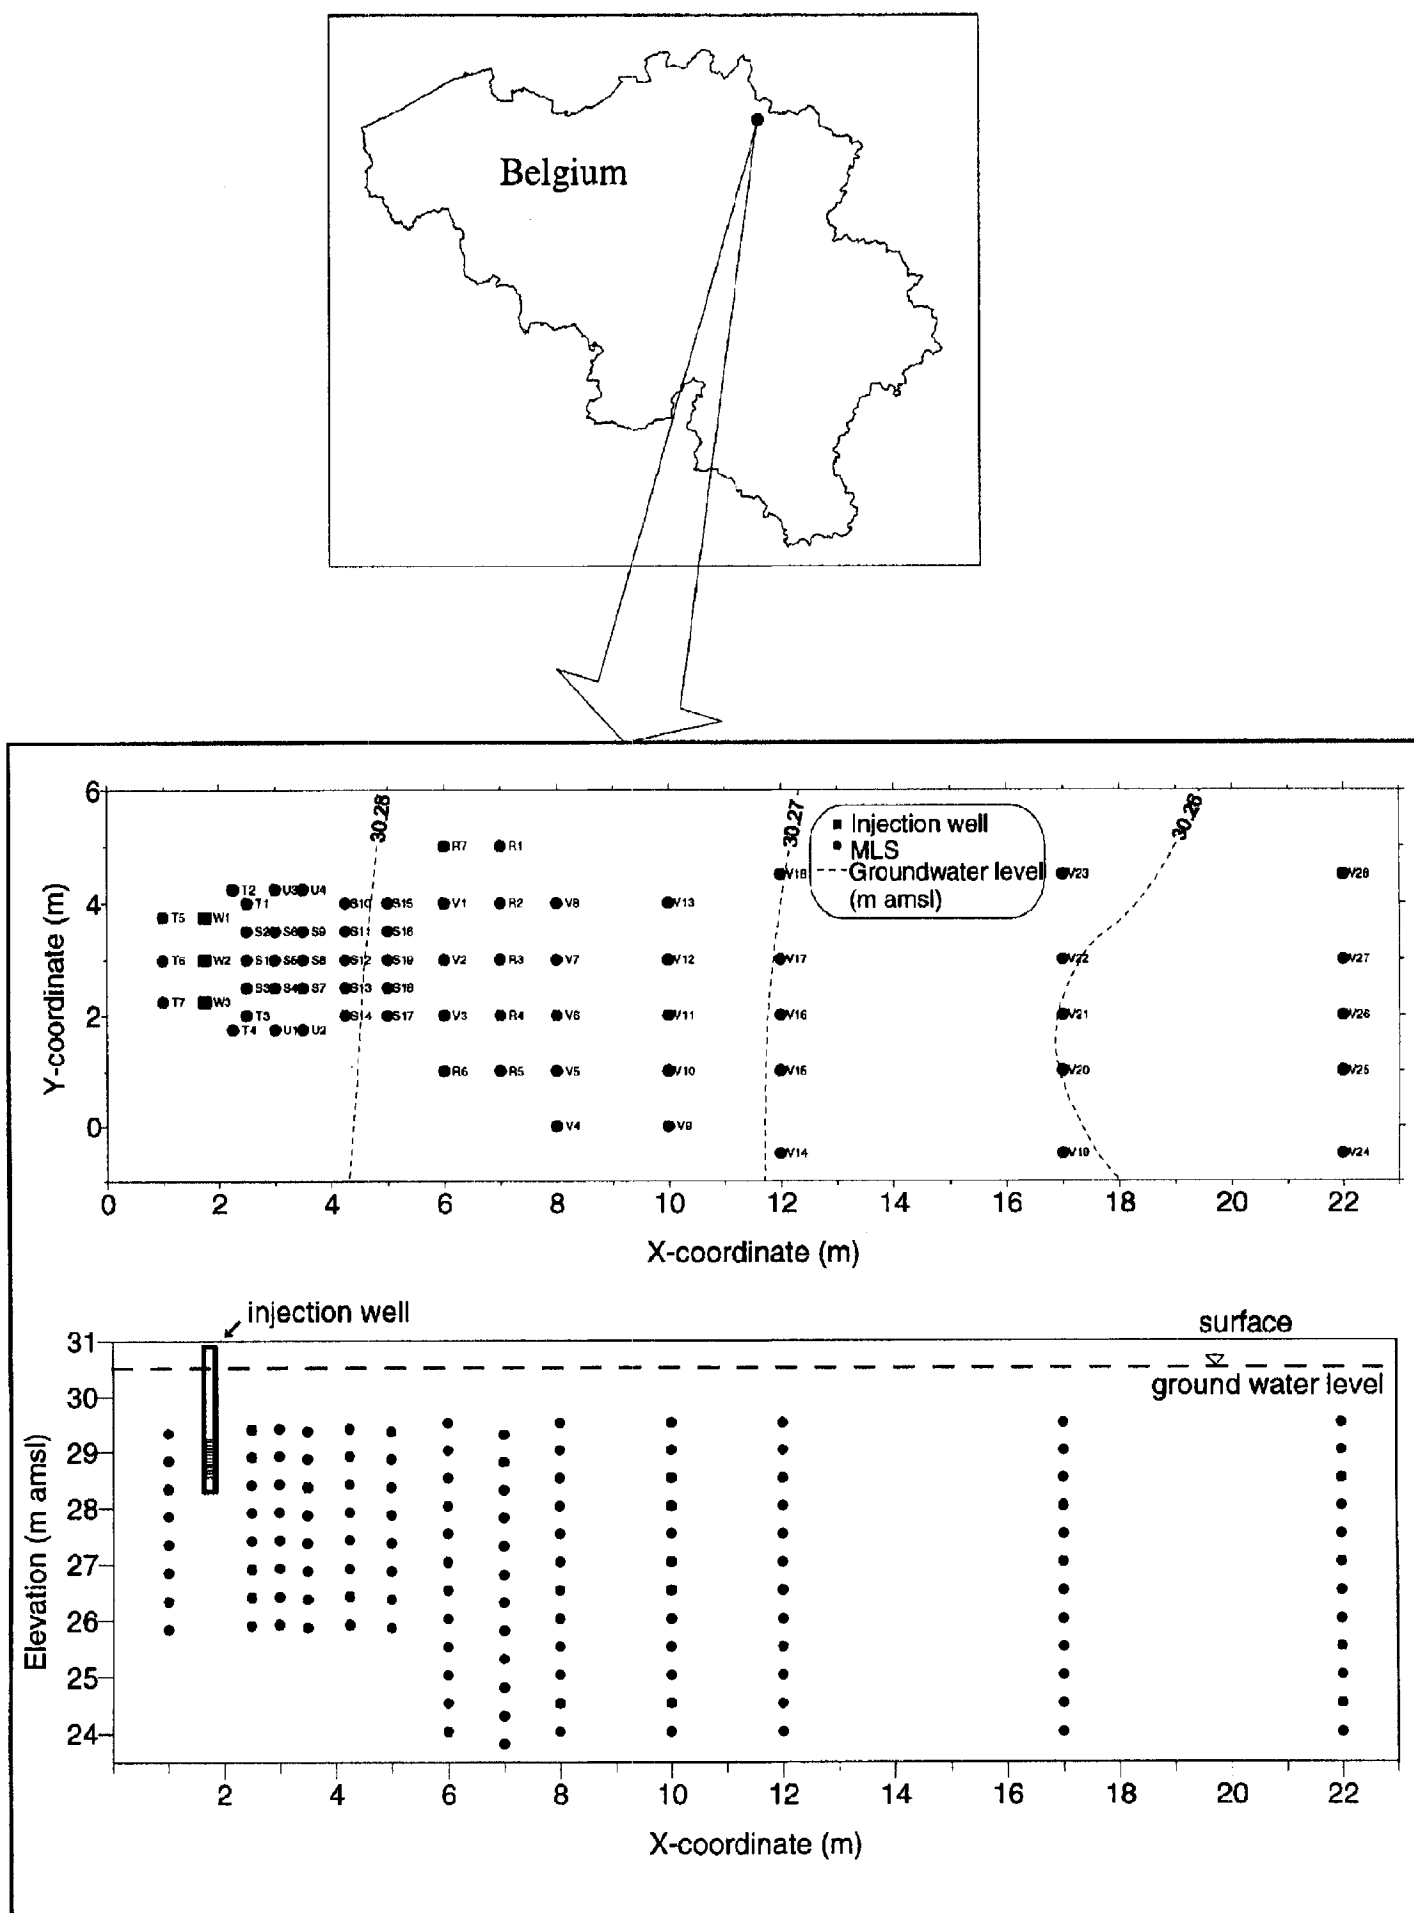 Belgium
6
30.28
30.27
30.26
Injection well
MLS
Groundwater level
(m amsl)
R7 R1
V18 V23 V28
T2 U3 U4
4
T1 S10 S15 V1 R2 V8 V13
T5 W1
S2 S6 S9 S11 S16
T6 W2 S1 S5 S8 S12 S19 V2 R3 V7 V12 V17 V22 V27
S3 S4 S7 S13 S18
T7 W3
2
T3 S14 S17 V3 R4 V6 V11 V16 V21 V26
T4 U1 U2
R6 R5 V5 V10 V15 V20 V25
0
V4 V9
V14 V19 V24
Y-coordinate (m)
0 2 4 6 8 10 12 14 16 18 20 22
X-coordinate (m)
injection well
surface
31
ground water level
30
29
28
27
26
25
24
Elevation (m amsl)
2 4 6 8 10 12 14 16 18 20 22
X-coordinate (m)